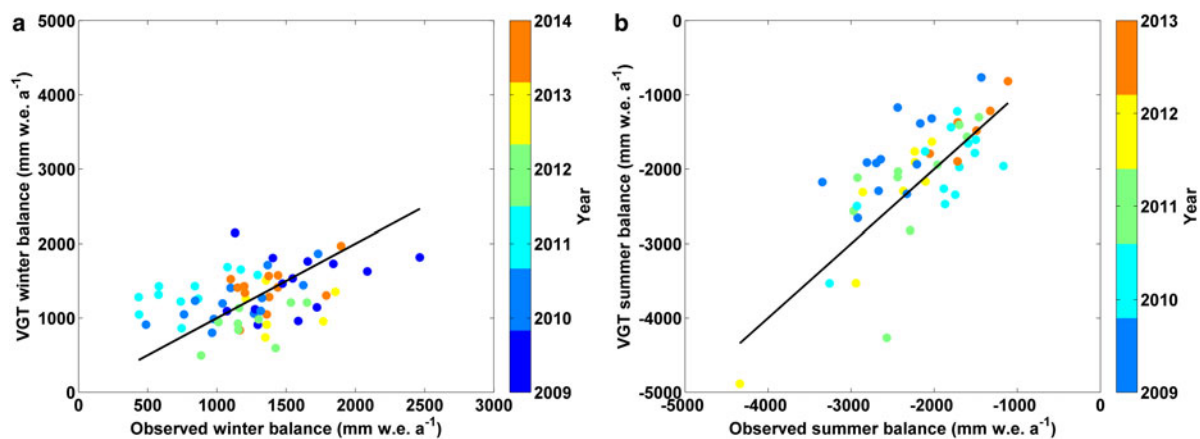 a
5000
4000
3000
2000
1000
0
0 500 1000 1500 2000 2500 3000
VGT winter balance (mm w.e. a-1)
Observed winter balance (mm w.e. a-1)
2014
2013
2012
2011
2010
2009
Year
b
0
-1000
-2000
-3000
-4000
-5000
-5000 -4000 -3000 -2000 -1000 0
VGT summer balance (mm w.e. a-1)
Observed summer balance (mm w.e. a-1)
2013
2012
2011
2010
2009
Year